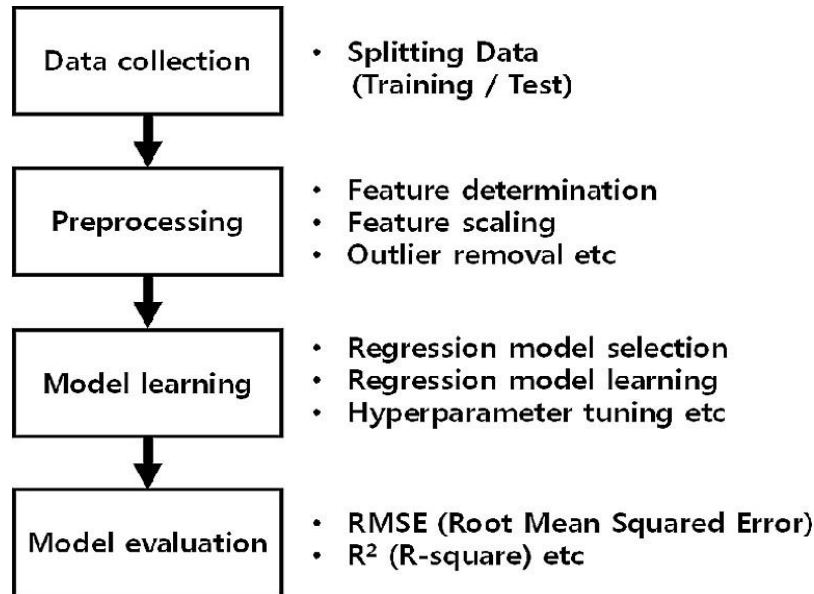 Data collection
• Splitting Data
(Training / Test)
Preprocessing
• Feature determination
• Feature scaling
• Outlier removal etc
Model learning
• Regression model selection
• Regression model learning
• Hyperparameter tuning etc
Model evaluation
• RMSE (Root Mean Squared Error)
• R² (R-square) etc